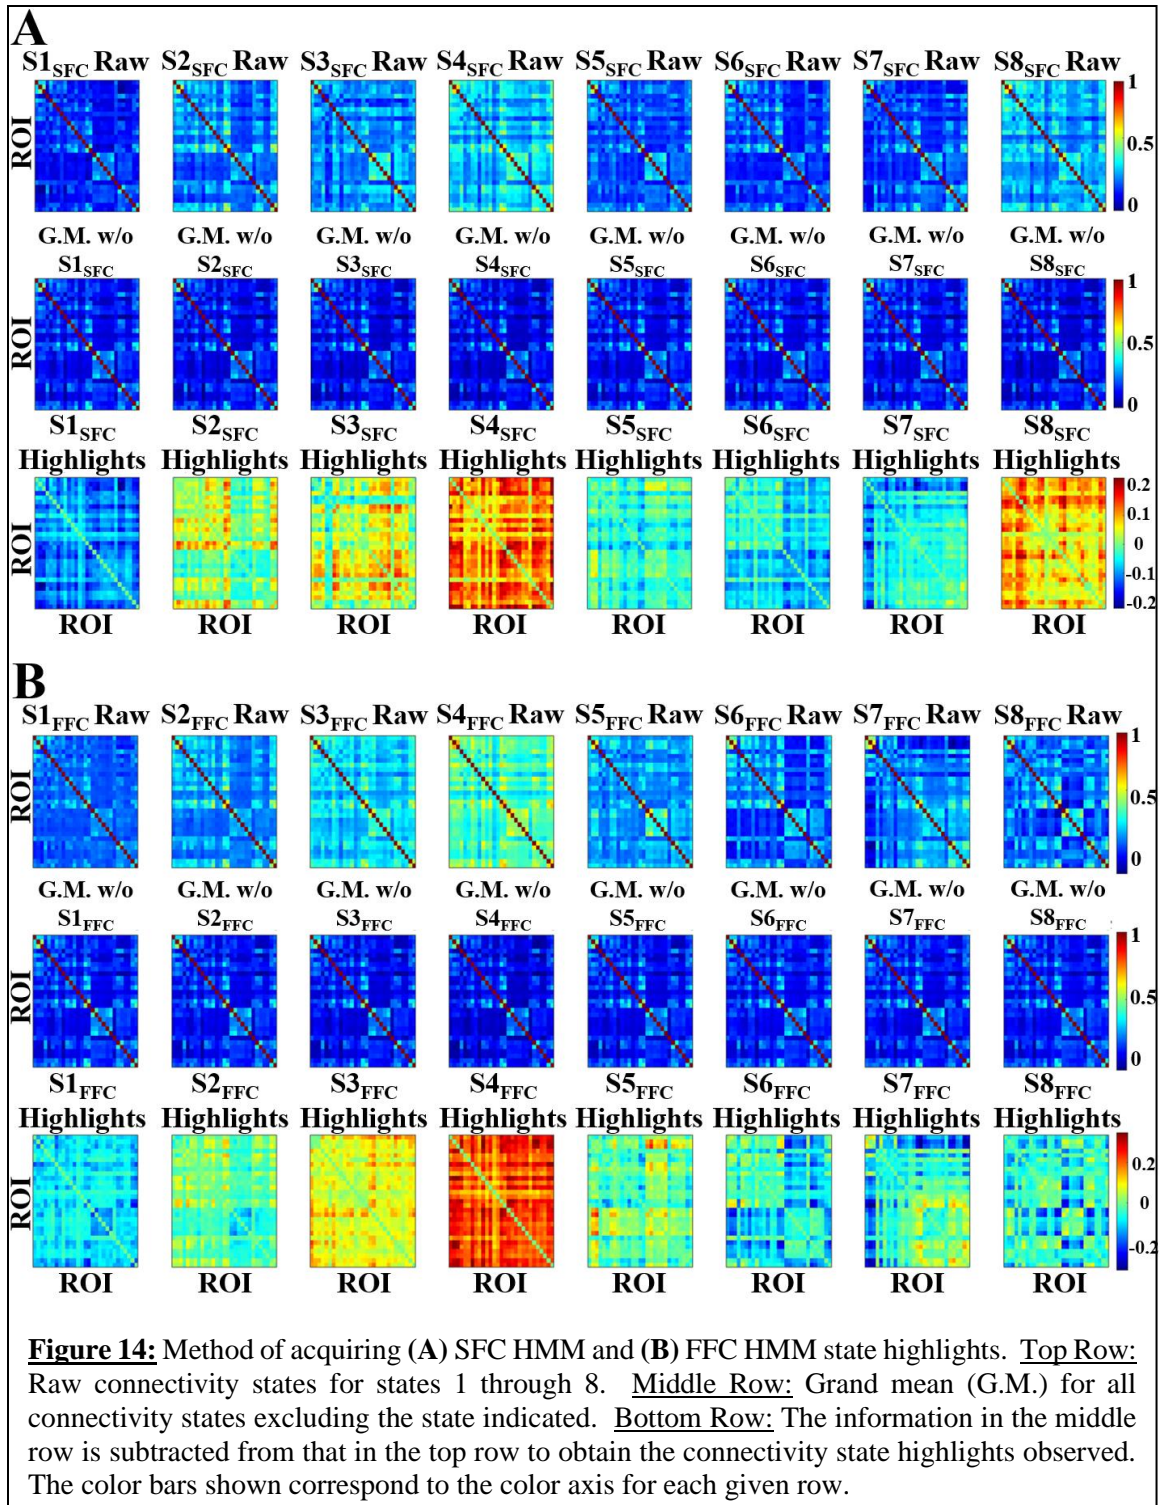 A
S1SFC Raw S2SFC Raw S3SFC Raw S4SFC Raw S5SFC Raw S6SFC Raw S7SFC Raw S8SFC Raw
ROI
1
0.5
0
G.M. w/o G.M. w/o G.M. w/o G.M. w/o G.M. w/o G.M. w/o G.M. w/o G.M. w/o
S1SFC S2SFC S3SFC S4SFC S5SFC S6SFC S7SFC S8SFC
ROI
1
0.5
0
S1SFC S2SFC S3SFC S4SFC S5SFC S6SFC S7SFC S8SFC
Highlights Highlights Highlights Highlights Highlights Highlights Highlights Highlights
ROI
0.2
0.1
0
-0.1
-0.2
ROI ROI ROI ROI ROI ROI ROI ROI
B
S1FFC Raw S2FFC Raw S3FFC Raw S4FFC Raw S5FFC Raw S6FFC Raw S7FFC Raw S8FFC Raw
ROI
1
0.5
0
G.M. w/o G.M. w/o G.M. w/o G.M. w/o G.M. w/o G.M. w/o G.M. w/o G.M. w/o
S1FFC S2FFC S3FFC S4FFC S5FFC S6FFC S7FFC S8FFC
ROI
1
0.5
0
S1FFC S2FFC S3FFC S4FFC S5FFC S6FFC S7FFC S8FFC
Highlights Highlights Highlights Highlights Highlights Highlights Highlights Highlights
ROI
0.2
0
-0.2
ROI ROI ROI ROI ROI ROI ROI ROI
Figure 14: Method of acquiring (A) SFC HMM and (B) FFC HMM state highlights. Top Row:
Raw connectivity states for states 1 through 8. Middle Row: Grand mean (G.M.) for all
connectivity states excluding the state indicated. Bottom Row: The information in the middle
row is subtracted from that in the top row to obtain the connectivity state highlights observed.
The color bars shown correspond to the color axis for each given row.